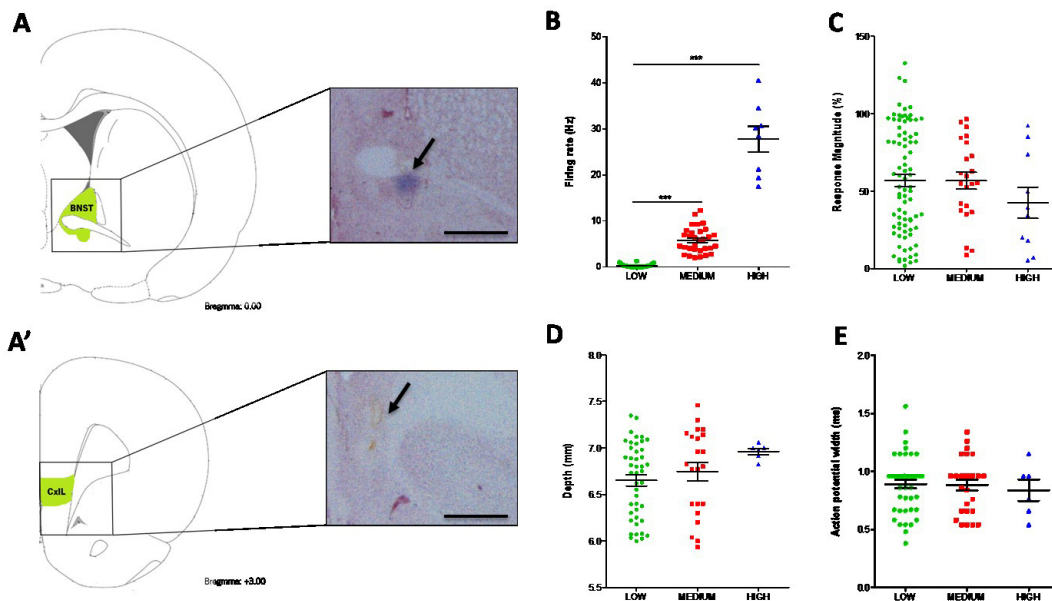 A
BNST
Bregmma: 0.00
A'
CxIL
Bregmma: +3.00
B
Firing rate (Hz)
50
40
30
20
10
0
***
***
LOW MEDIUM HIGH
C
Response Magnitude (%)
150
100
50
0
LOW MEDIUM HIGH
D
Depth (mm)
8.0
7.5
7.0
6.5
6.0
5.5
LOW MEDIUM HIGH
E
Action potential width (ms)
2.0
1.5
1.0
0.5
0.0
LOW MEDIUM HIGH